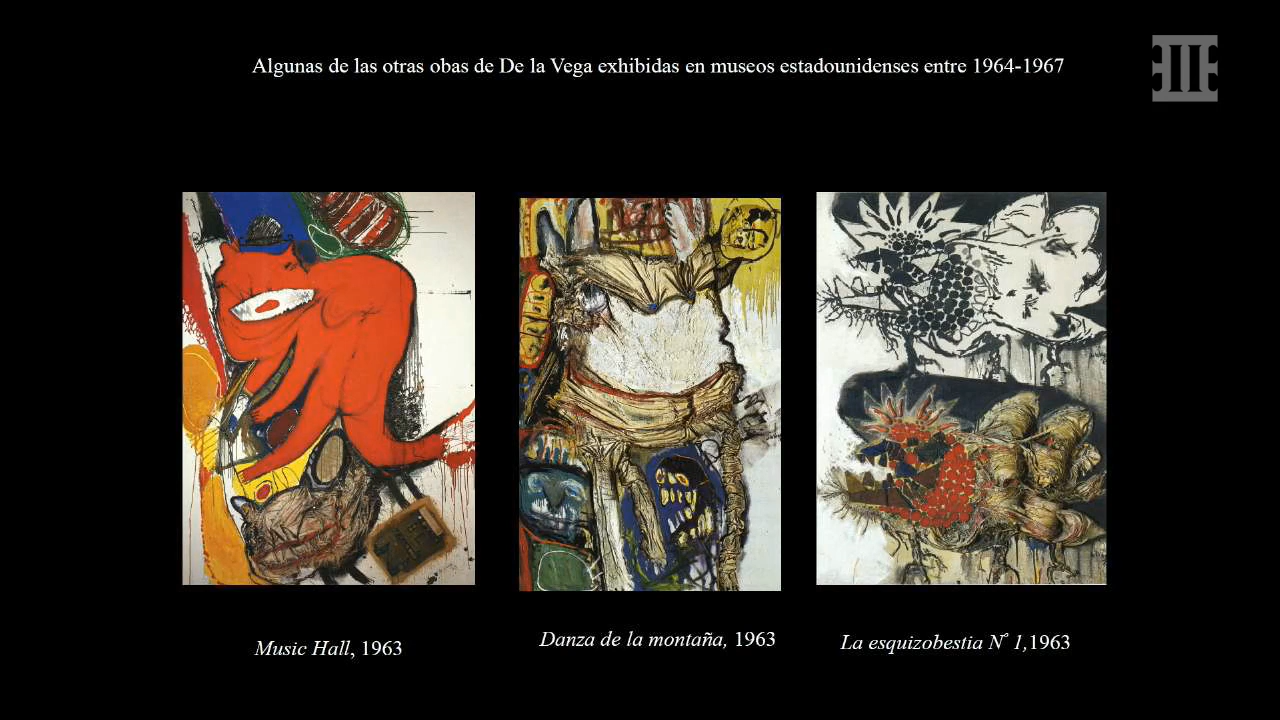 Algunas de las otras obas de De la Vega exhibidas en museos estadounidenses entre 1964-1967
Music Hall, 1963
Danza de la montaña, 1963
La esquizobestia N° 1,1963